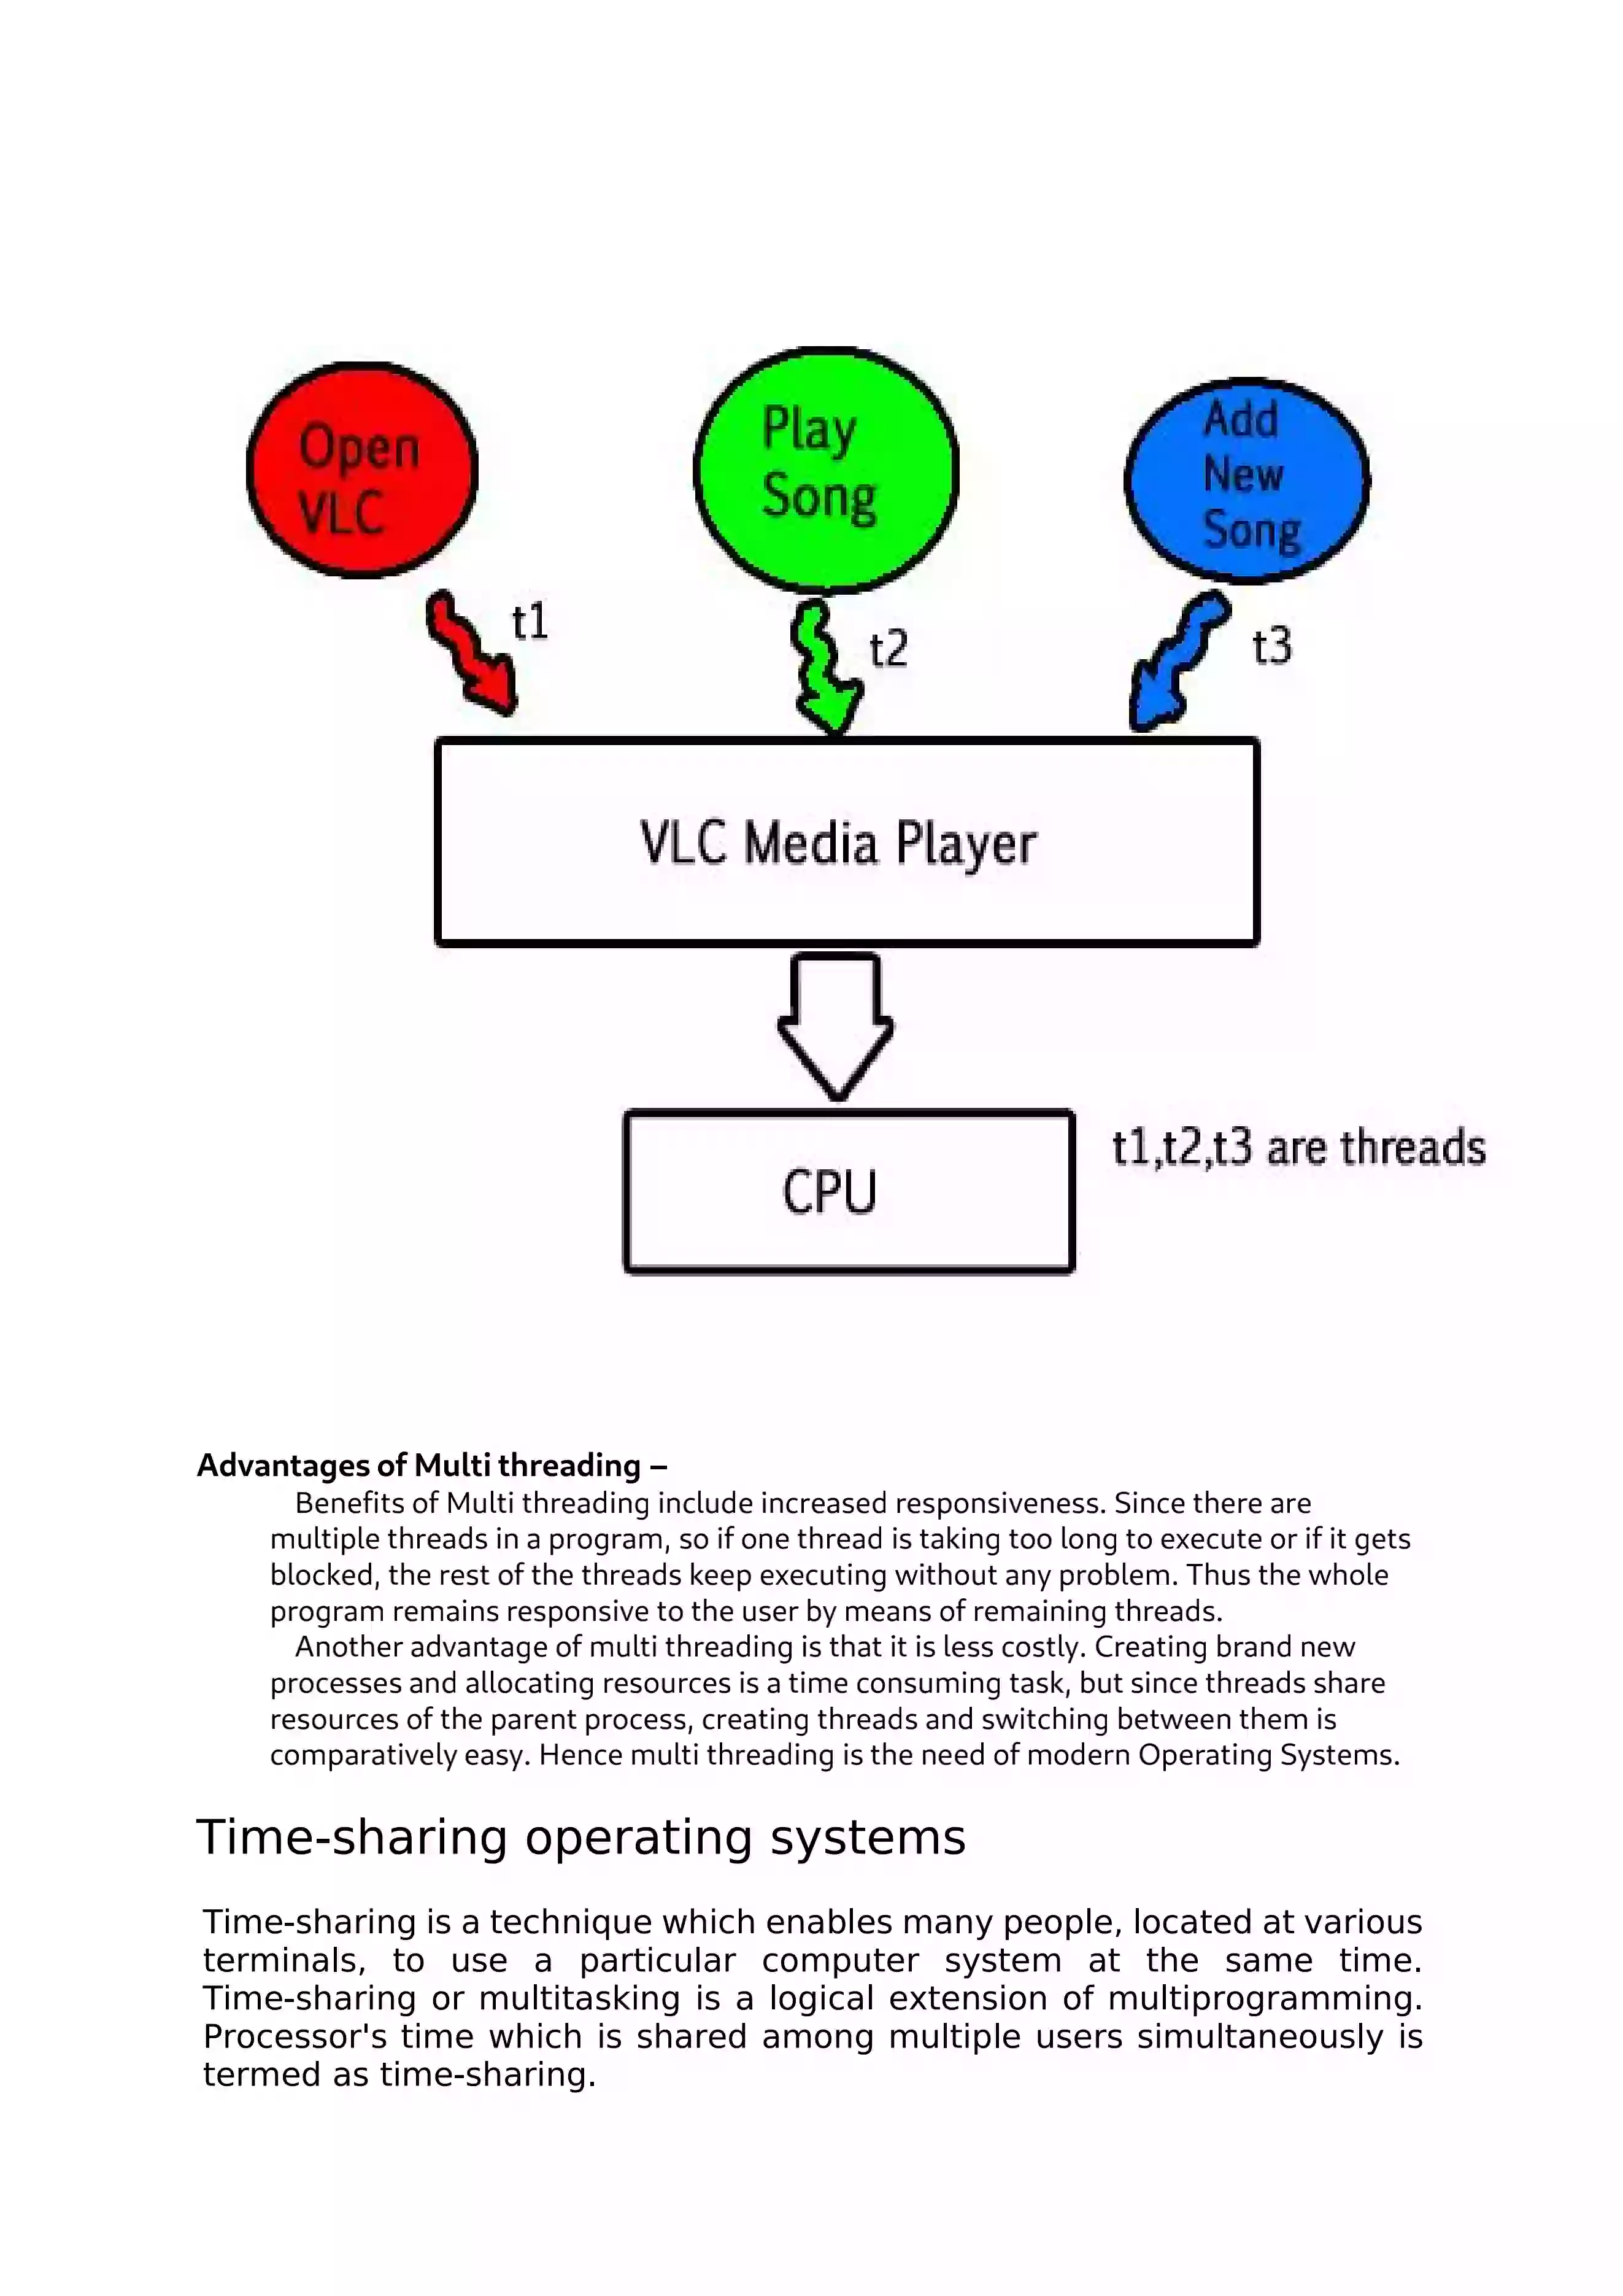 Open
VLC
Play
Song
Add
New
Song
t1
t2
t3
VLC Media Player
CPU
t1,t2,t3 are threads
Advantages of Multi threading –
Benefits of Multi threading include increased responsiveness. Since there are
multiple threads in a program, so if one thread is taking too long to execute or if it gets
blocked, the rest of the threads keep executing without any problem. Thus the whole
program remains responsive to the user by means of remaining threads.
Another advantage of multi threading is that it is less costly. Creating brand new
processes and allocating resources is a time consuming task, but since threads share
resources of the parent process, creating threads and switching between them is
comparatively easy. Hence multi threading is the need of modern Operating Systems.
Time-sharing operating systems
Time-sharing is a technique which enables many people, located at various
terminals, to use a particular computer system at the same time.
Time-sharing or multitasking is a logical extension of multiprogramming.
Processor's time which is shared among multiple users simultaneously is
termed as time-sharing.